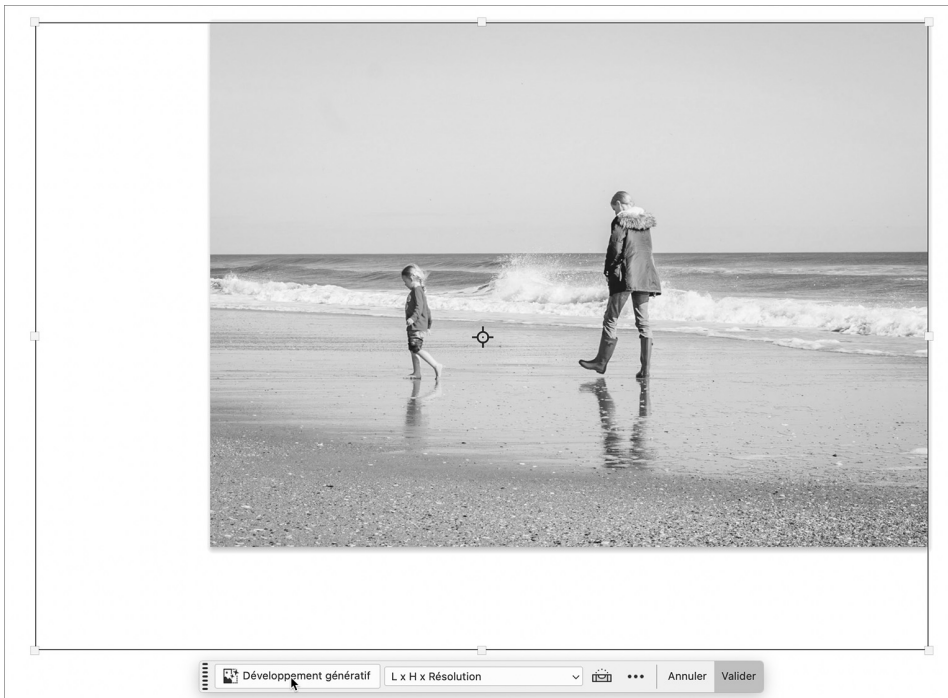 Développement génératif
L x H x Résolution
Annuler
Valider